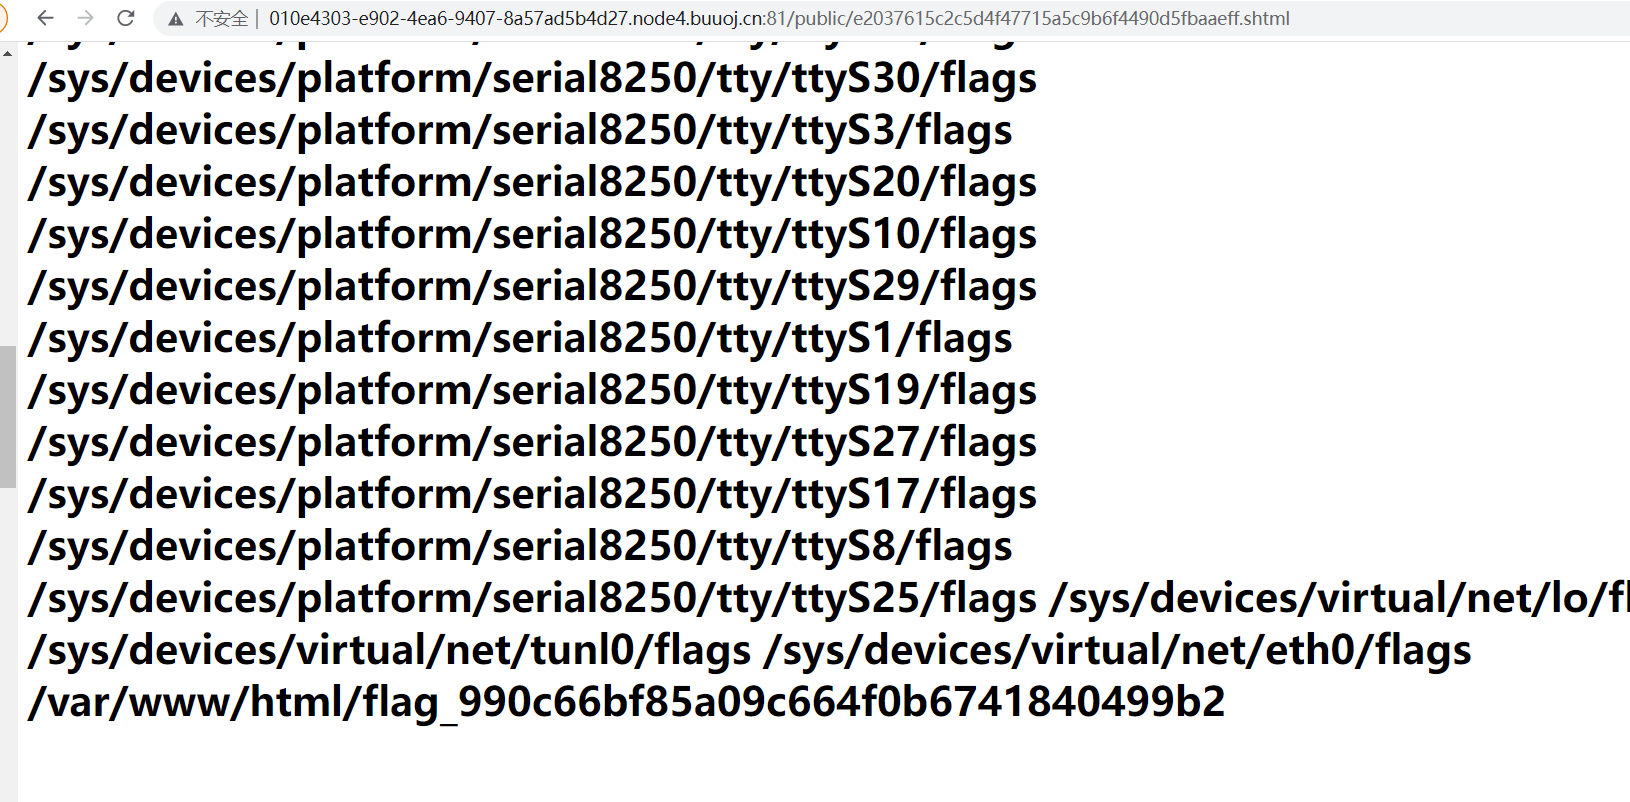 不安全 | 010e4303-e902-4ea6-9407-8a57ad5b4d27.node4.buuoj.cn:81/public/e2037615c2c5d4f47715a5c9b6f4490d5fbaaeff.shtml
/sys/devices/platform/serial8250/tty/ttyS30/flags
/sys/devices/platform/serial8250/tty/ttyS3/flags
/sys/devices/platform/serial8250/tty/ttyS20/flags
/sys/devices/platform/serial8250/tty/ttyS10/flags
/sys/devices/platform/serial8250/tty/ttyS29/flags
/sys/devices/platform/serial8250/tty/ttyS1/flags
/sys/devices/platform/serial8250/tty/ttyS19/flags
/sys/devices/platform/serial8250/tty/ttyS27/flags
/sys/devices/platform/serial8250/tty/ttyS17/flags
/sys/devices/platform/serial8250/tty/ttyS8/flags
/sys/devices/platform/serial8250/tty/ttyS25/flags /sys/devices/virtual/net/lo/fl
/sys/devices/virtual/net/tunl0/flags /sys/devices/virtual/net/eth0/flags
/var/www/html/flag_990c66bf85a09c664f0b6741840499b2